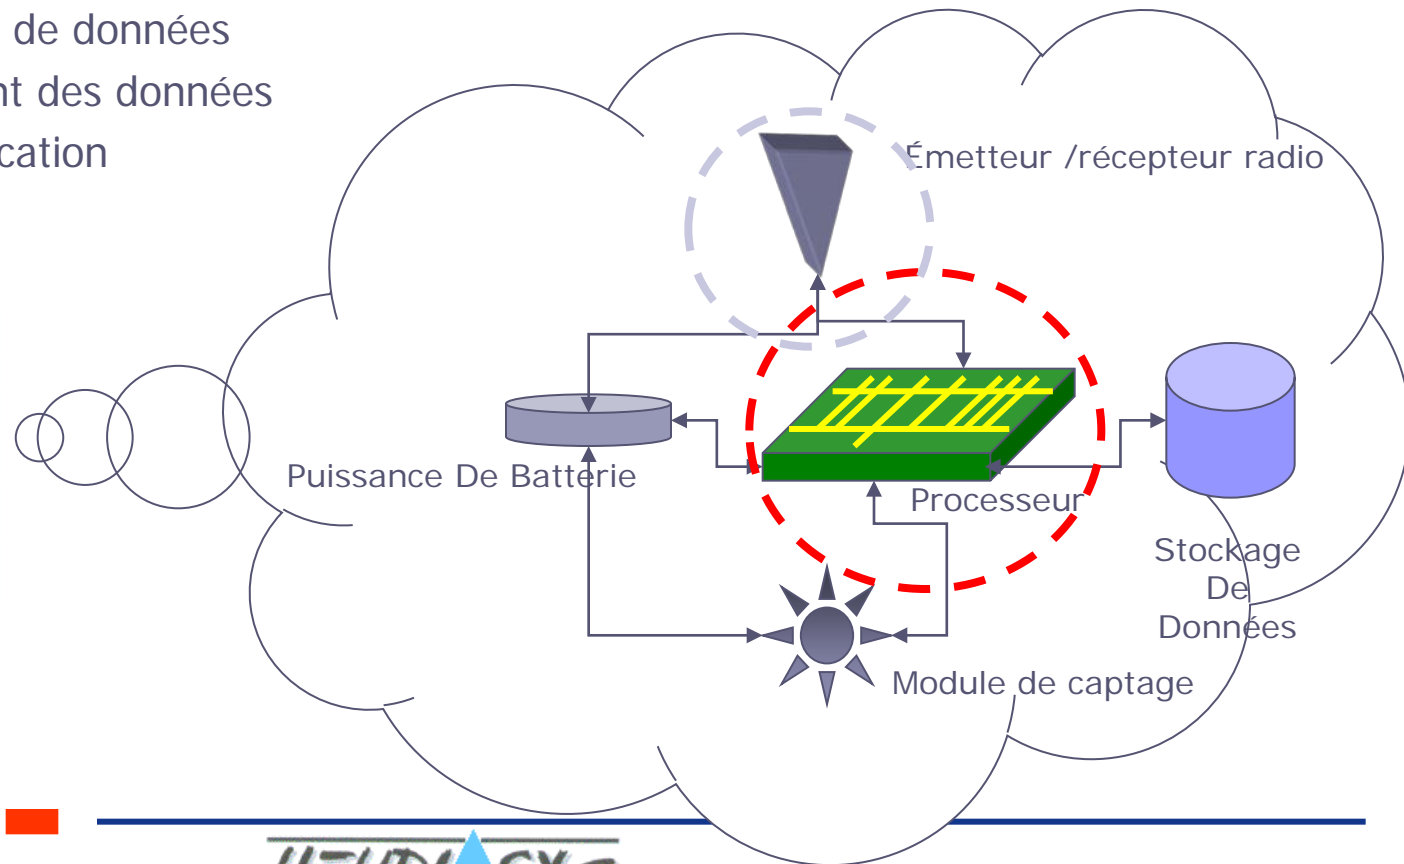 de données
nt des données
cation
Émetteur /récepteur radio
Puissance De Batterie
Processeur
Stockage
De
Données
Module de captage